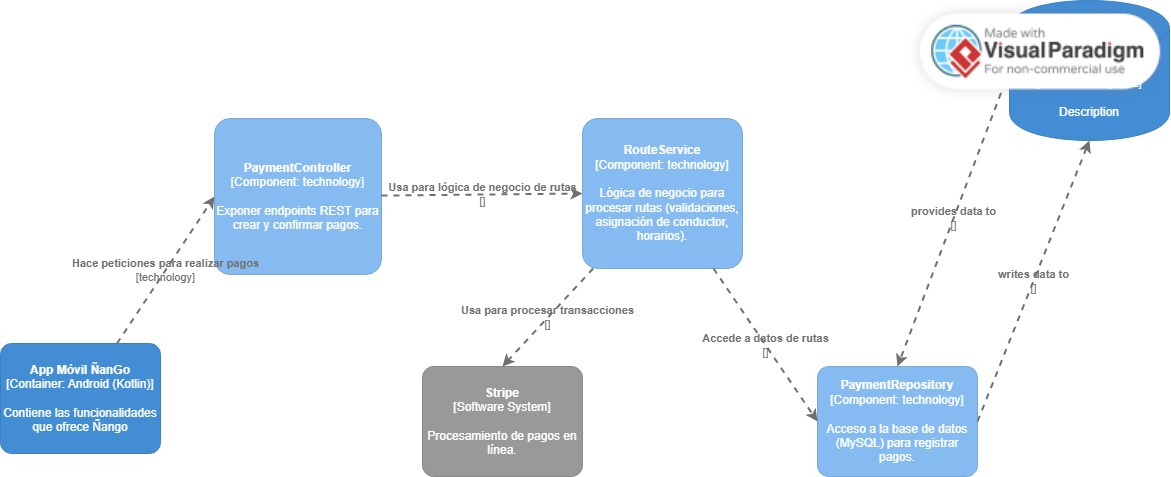 Made with
Visual Paradigm
For non-commercial use
Description
PaymentController
[Component: technology]
Exponer endpoints REST para
crear y confirmar pagos.
Usa para lógica de negocio de rutas
[]
RouteService
[Component: technology]
Lógica de negocio para
procesar rutas (validaciones,
asignación de conductor,
horarios).
provides data to
[]
writes data to
[]
Hace peticiones para realizar pagos
[technology]
Usa para procesar transacciones
[]
Accede a datos de rutas
[]
App Móvil ÑanGo
[Container: Android (Kotlin)]
Contiene las funcionalidades
que ofrece Ñango
Stripe
[Software System]
Procesamiento de pagos en
línea.
PaymentRepository
[Component: technology]
Acceso a la base de datos
(MySQL) para registrar
pagos.